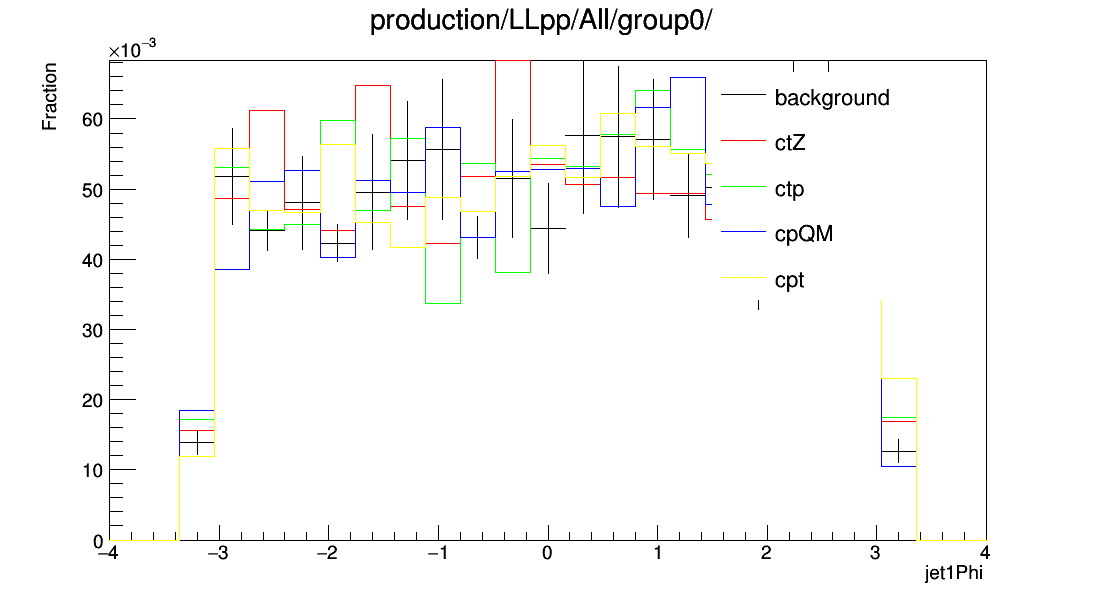 production/LLpp/All/group0/
×10⁻³
Fraction
60
50
40
30
20
10
0
−4 −3 −2 −1 0 1 2 3 4
jet1Phi
background
ctZ
ctp
cpQM
cpt